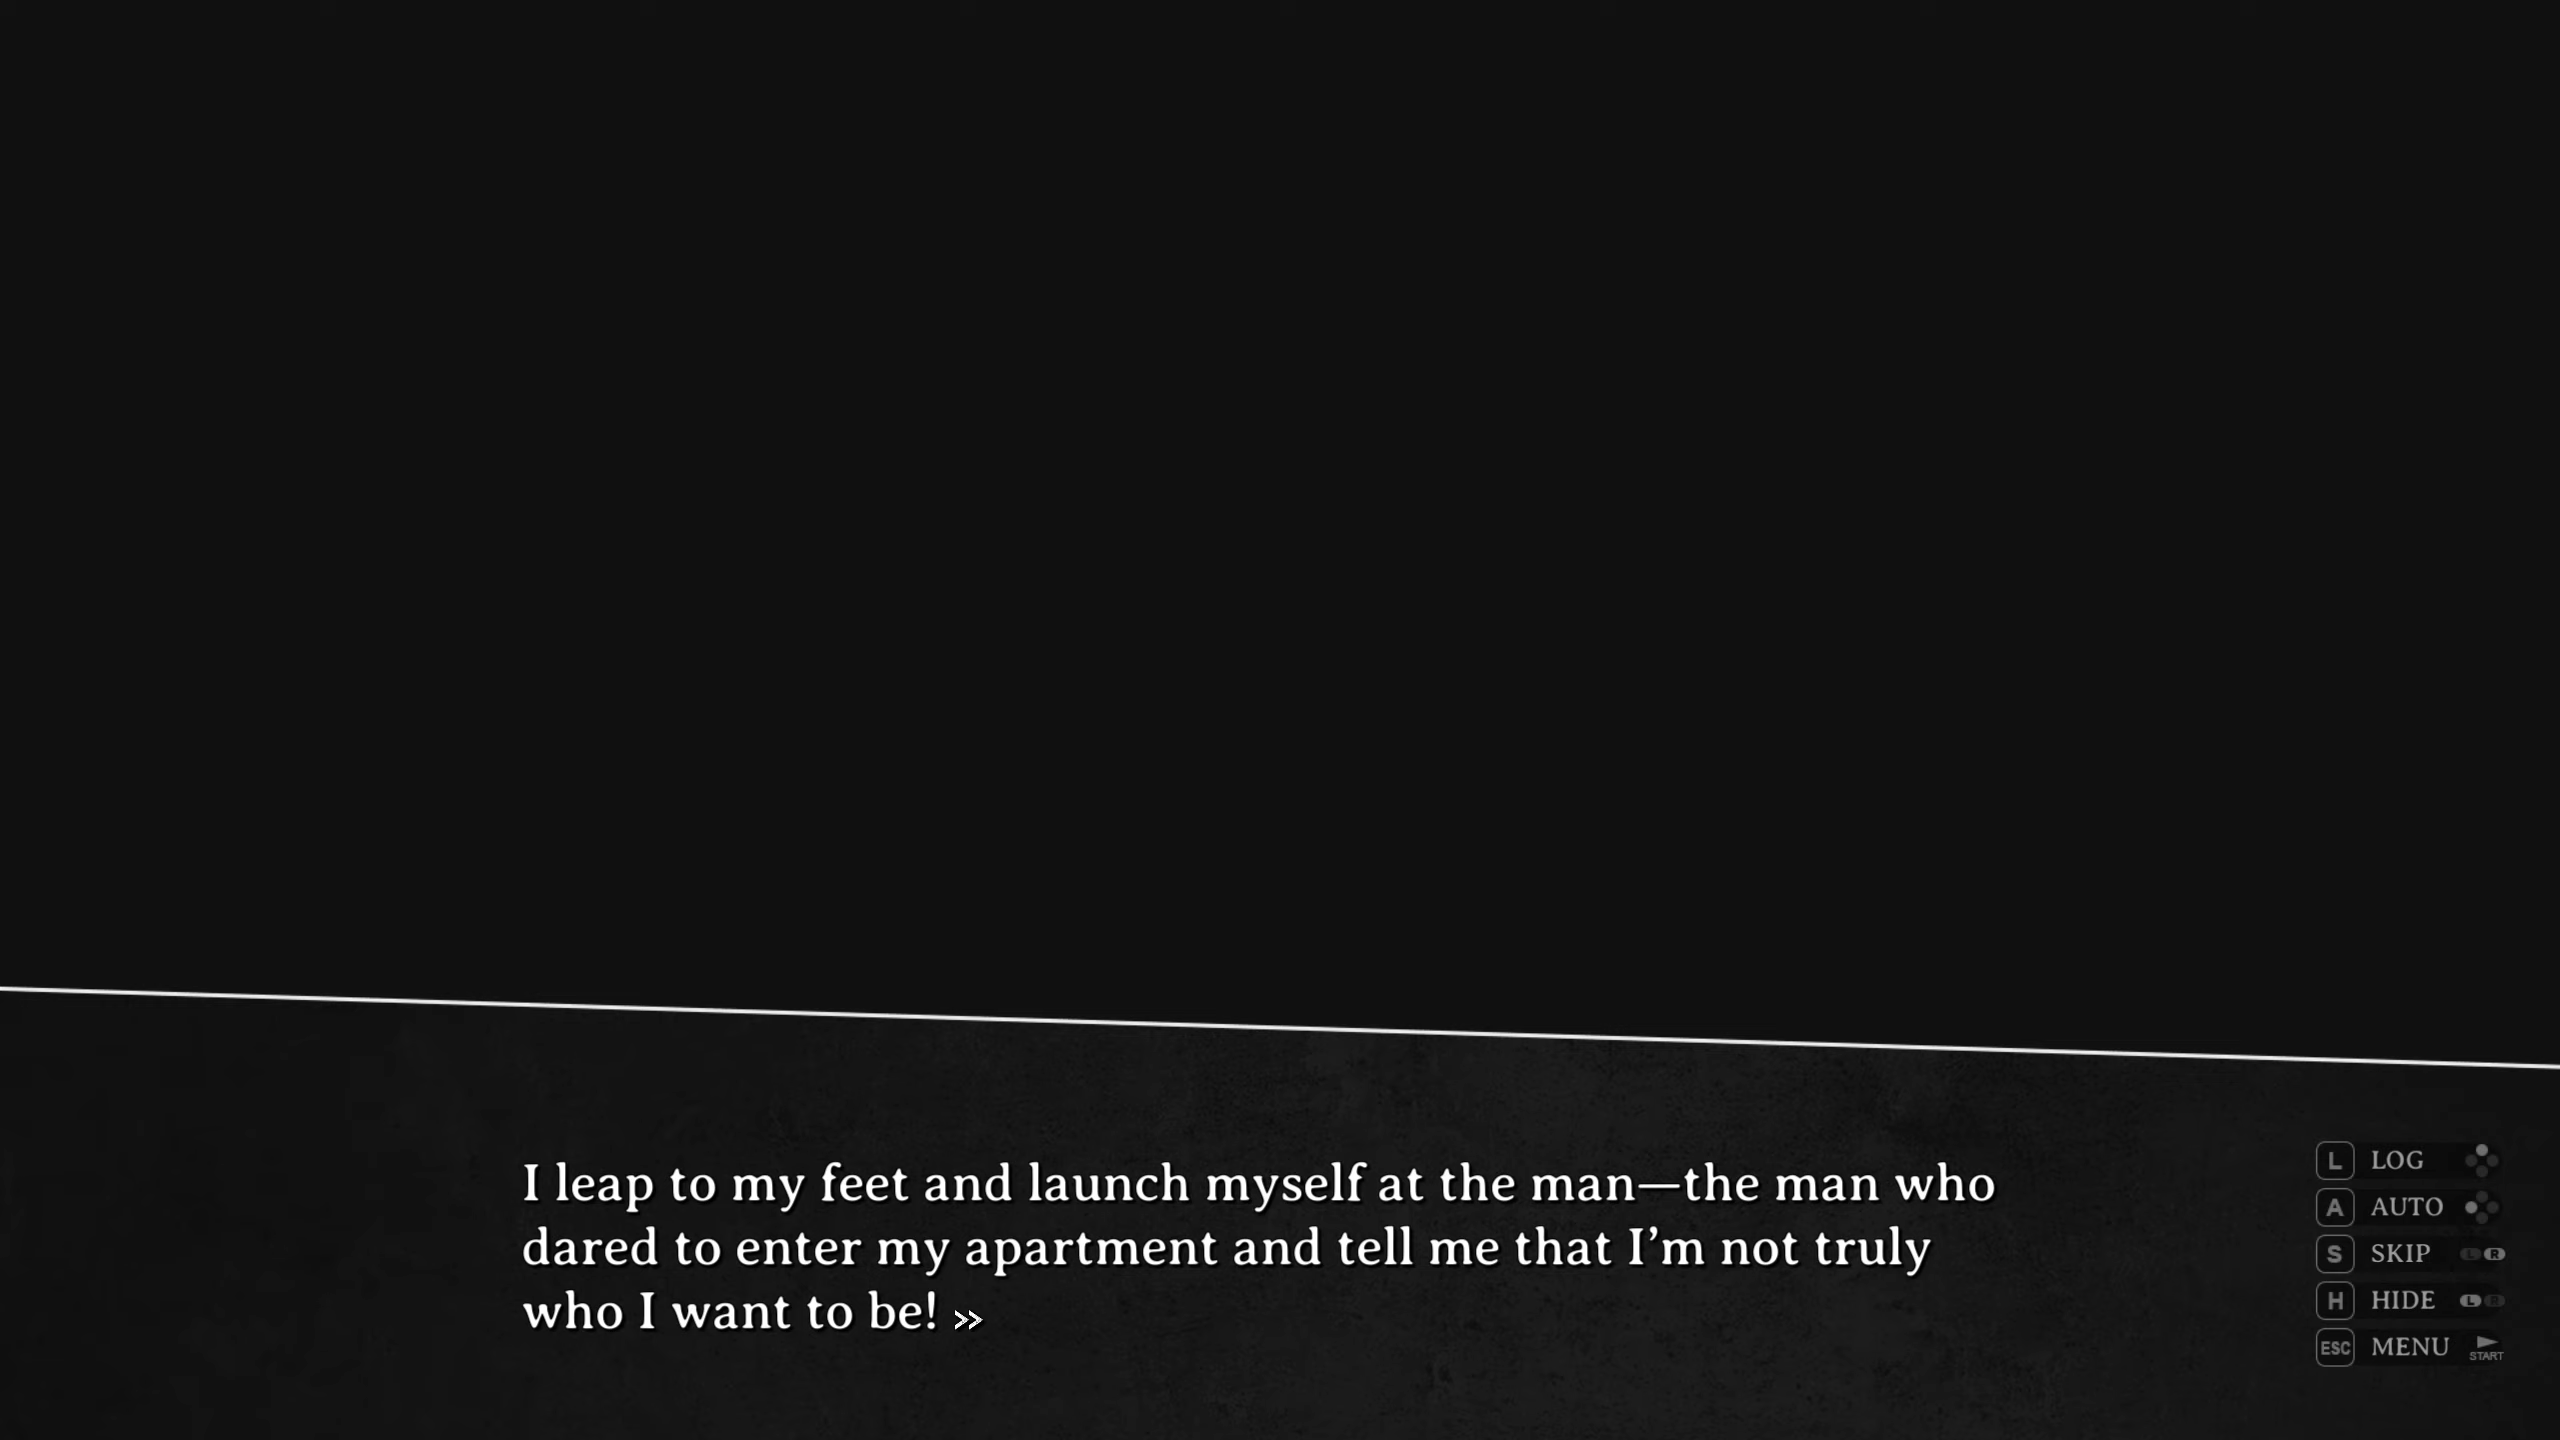 I leap to my feet and launch myself at the man—the man who
dared to enter my apartment and tell me that I’m not truly
who I want to be! »
L LOG
A AUTO
S SKIP L R
H HIDE L R
ESC MENU START